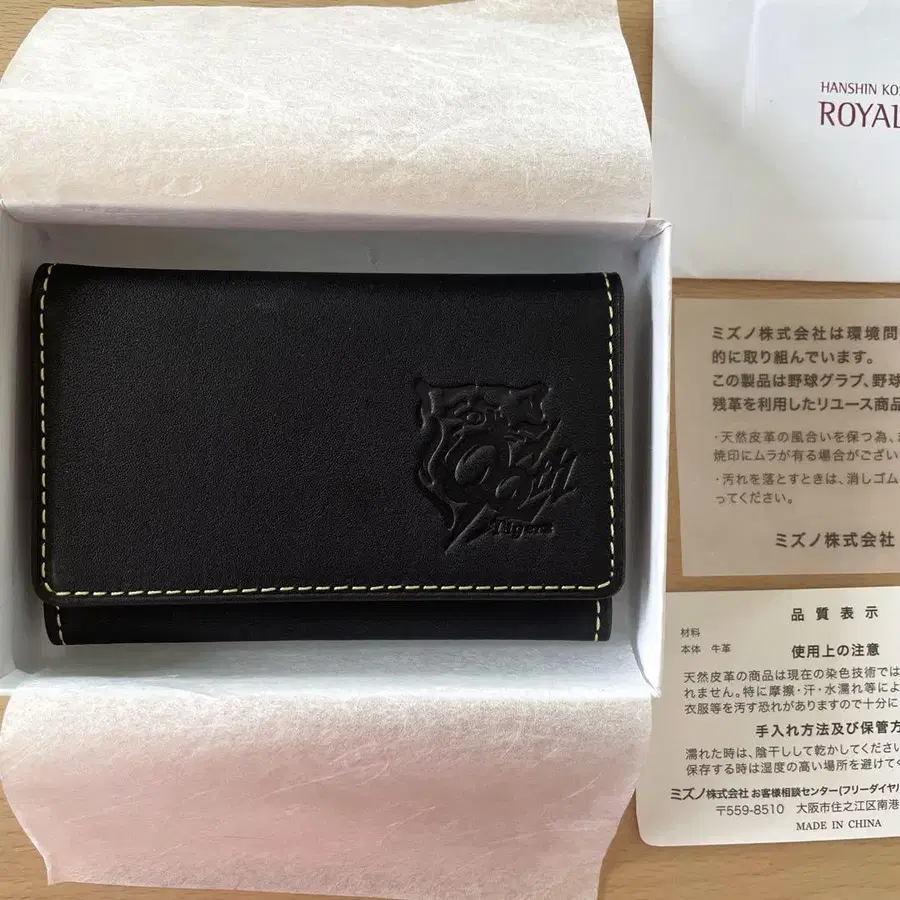 HANSHIN KOS
ROYAL
ミズノ株式会社は環境問
的に取り組んでいます。
この製品は野球グラブ、野球
残革を利用したリユース商品
・天然皮革の風合いを保つ為、
焼印にムラが有る場合がござい
・汚れを落とすときは、消しゴム
ってください。
ミズノ株式会社
Tigers
品質表示
材料
本体 牛革
使用上の注意
天然皮革の商品は現在の染色技術では
れません。特に摩擦・汗・水濡れ等によ
衣服等を汚す恐れがありますので十分に
手入れ方法及び保管方
濡れた時は、陰干しして乾かしてください
保存する時は湿度の高い場所を避けてく
ミズノ株式会社 お客様相談センター(フリーダイヤル
〒559-8510 大阪市住之江区南港
MADE IN CHINA